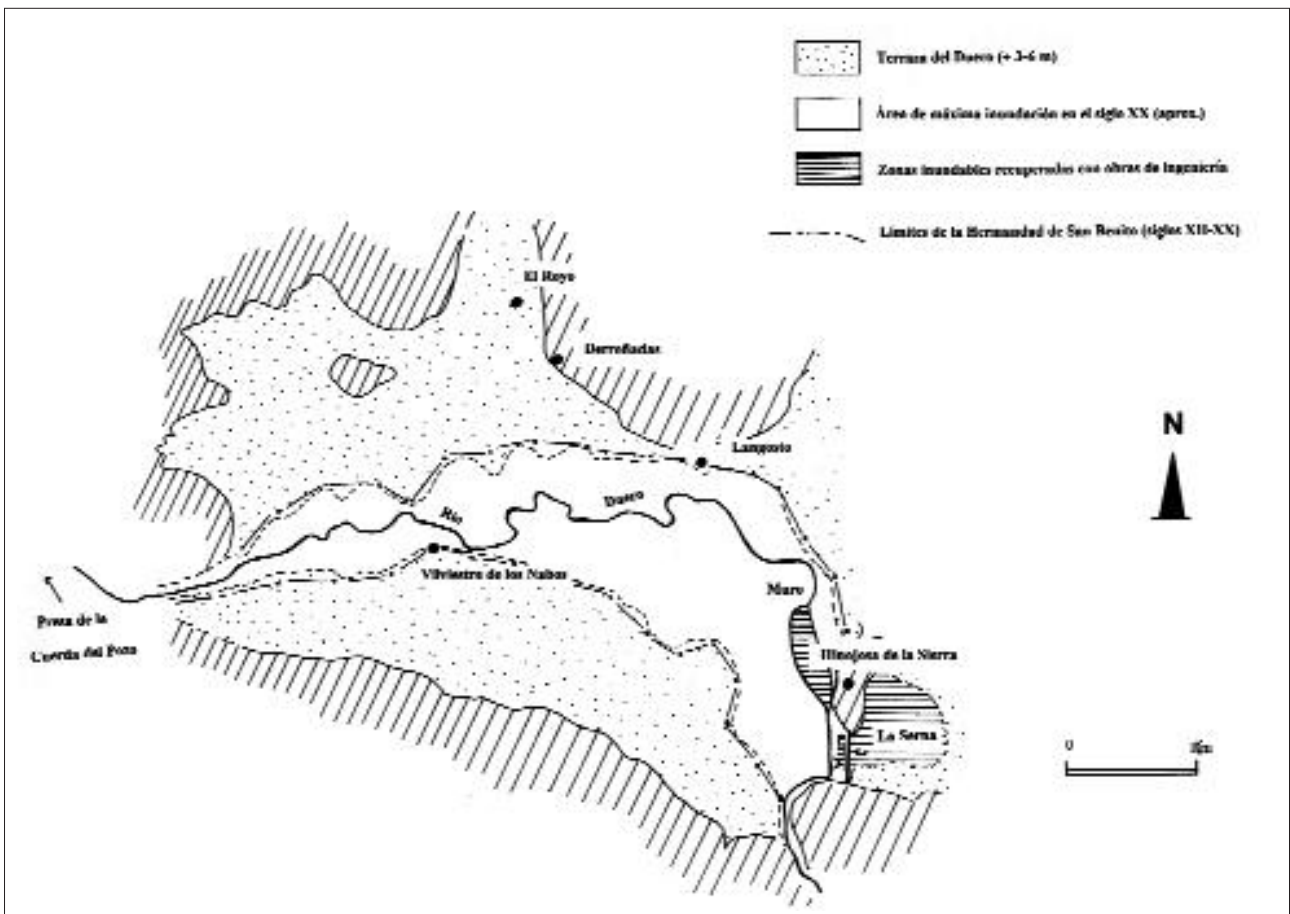 Terraza del Duero (+ 3-6 m)
Área de máxima inundación en el siglo XX (aprox.)
Zonas inundables recuperadas con obras de ingeniería
Límites de la Hermandad de San Benito (siglos XII-XX)
El Royo
Derroñadas
N
Langosto
Río
Duero
Vilviestre de los Nabos
Muro
Presa de la
Cuerda del Pozo
Hinojosa de la Sierra
La Serna
Muro
0
1km